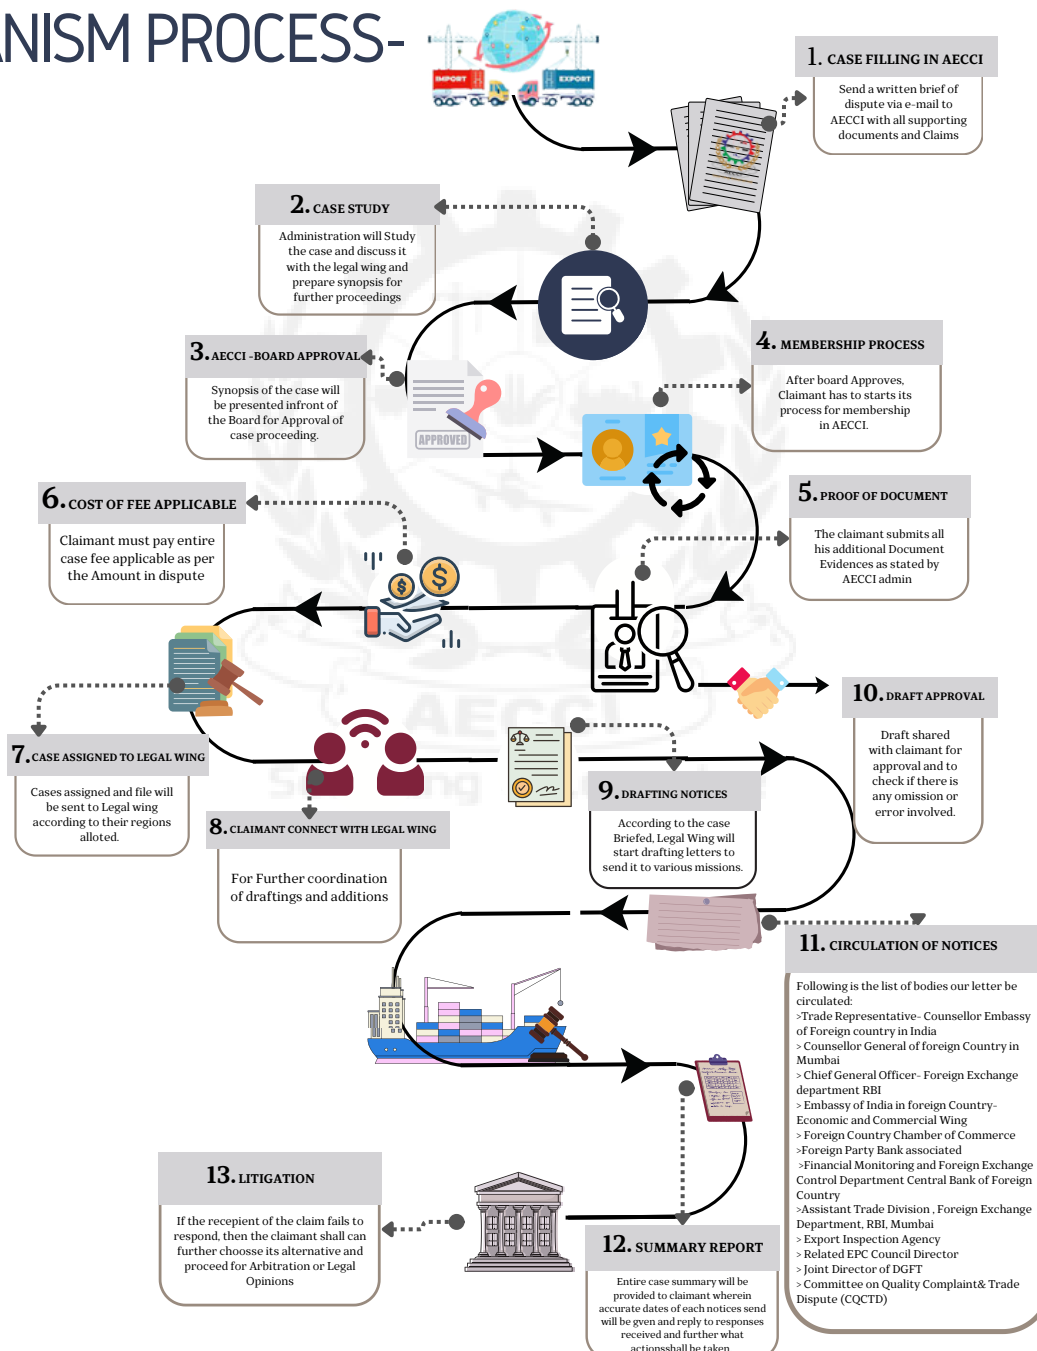 ANISM PROCESS-
IMPORT
EXPORT
1. CASE FILLING IN AECCI
Send a written brief of
dispute via e-mail to
AECCI with all supporting
documents and Claims
2. CASE STUDY
Administration will Study
the case and discuss it
with the legal wing and
prepare synopsis for
further proceedings
3. AECCI -BOARD APPROVAL
Synopsis of the case will
be presented infront of
the Board for Approval of
case proceeding.
APPROVED
4. MEMBERSHIP PROCESS
After board Approves,
Claimant has to starts its
process for membership
in AECCI.
5. PROOF OF DOCUMENT
The claimant submits all
his additional Document
Evidences as stated by
AECCI admin
6. COST OF FEE APPLICABLE
Claimant must pay entire
case fee applicable as per
the Amount in dispute
7. CASE ASSIGNED TO LEGAL WING
Cases assigned and file will
be sent to Legal wing
according to their regions
alloted.
8. CLAIMANT CONNECT WITH LEGAL WING
For Further coordination
of draftings and additions
9. DRAFTING NOTICES
According to the case
Briefed, Legal Wing will
start drafting letters to
send it to various missions.
10. DRAFT APPROVAL
Draft shared
with claimant for
approval and to
check if there is
any omission or
error involved.
11. CIRCULATION OF NOTICES
Following is the list of bodies our letter be
circulated:
>Trade Representative- Counsellor Embassy
of Foreign country in India
> Counsellor General of foreign Country in
Mumbai
> Chief General Officer- Foreign Exchange
department RBI
> Embassy of India in foreign Country-
Economic and Commercial Wing
> Foreign Country Chamber of Commerce
>Foreign Party Bank associated
>Financial Monitoring and Foreign Exchange
Control Department Central Bank of Foreign
Country
>Assistant Trade Division , Foreign Exchange
Department, RBI, Mumbai
> Export Inspection Agency
> Related EPC Council Director
> Joint Director of DGFT
> Committee on Quality Complaint& Trade
Dispute (CQCTD)
12. SUMMARY REPORT
Entire case summary will be
provided to claimant wherein
accurate dates of each notices send
will be gven and reply to responses
received and further what
actionsshall be taken
13. LITIGATION
If the recepient of the claim fails to
respond, then the claimant shall can
further choosse its alternative and
proceed for Arbitration or Legal
Opinions
AECCI